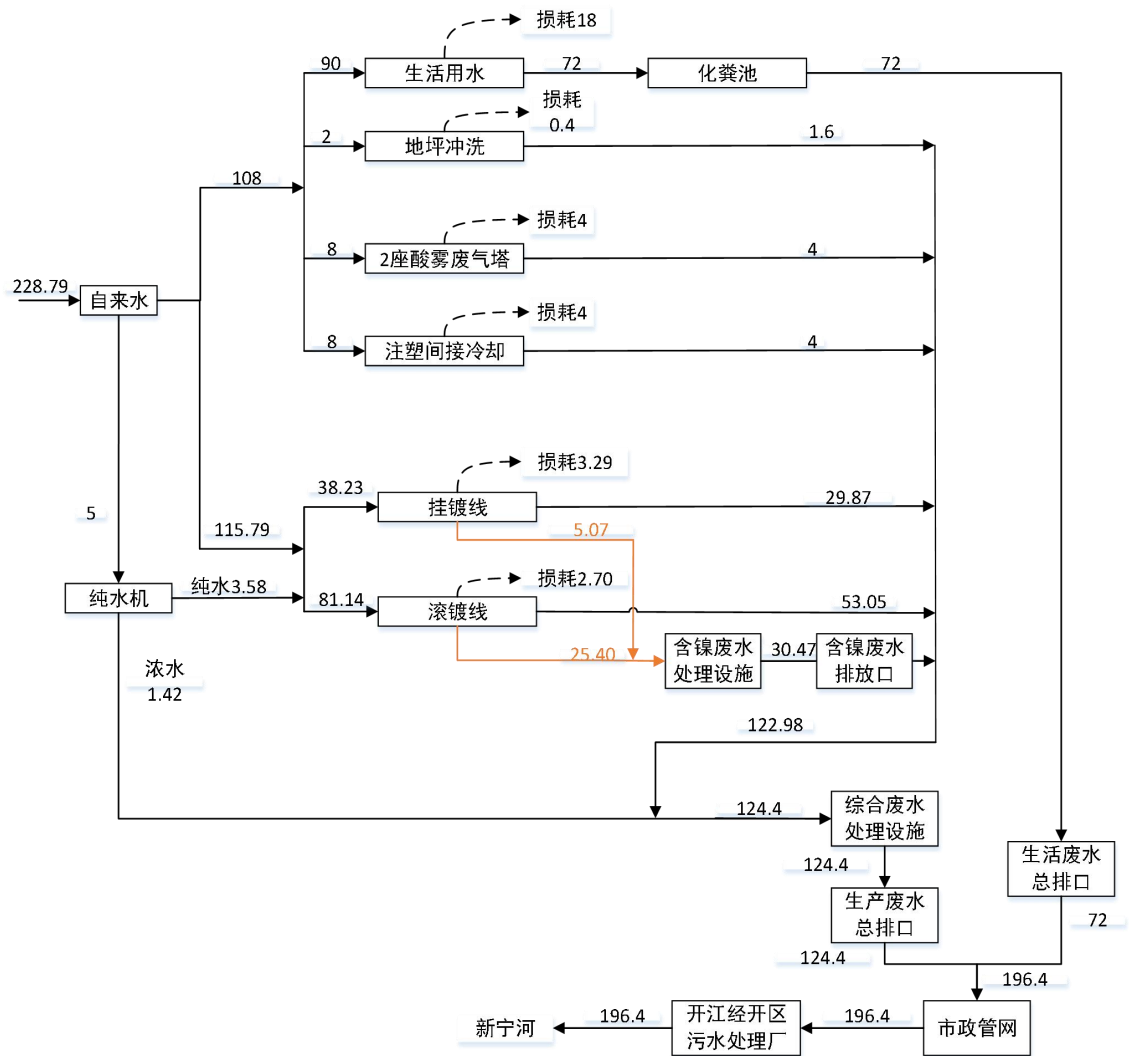 损耗18
90
生活用水
72
化粪池
72
损耗
0.4
2
地坪冲洗
1.6
108
损耗4
8
2座酸雾废气塔
4
228.79
自来水
损耗4
8
注塑间接冷却
4
损耗3.29
38.23
挂镀线
29.87
5
115.79
5.07
损耗2.70
纯水机
纯水3.58
81.14
滚镀线
53.05
25.40
含镍废水
处理设施
30.47
含镍废水
排放口
浓水
1.42
122.98
124.4
综合废水
处理设施
124.4
生活废水
总排口
生产废水
总排口
72
124.4
196.4
新宁河
196.4
开江经开区
污水处理厂
196.4
市政管网